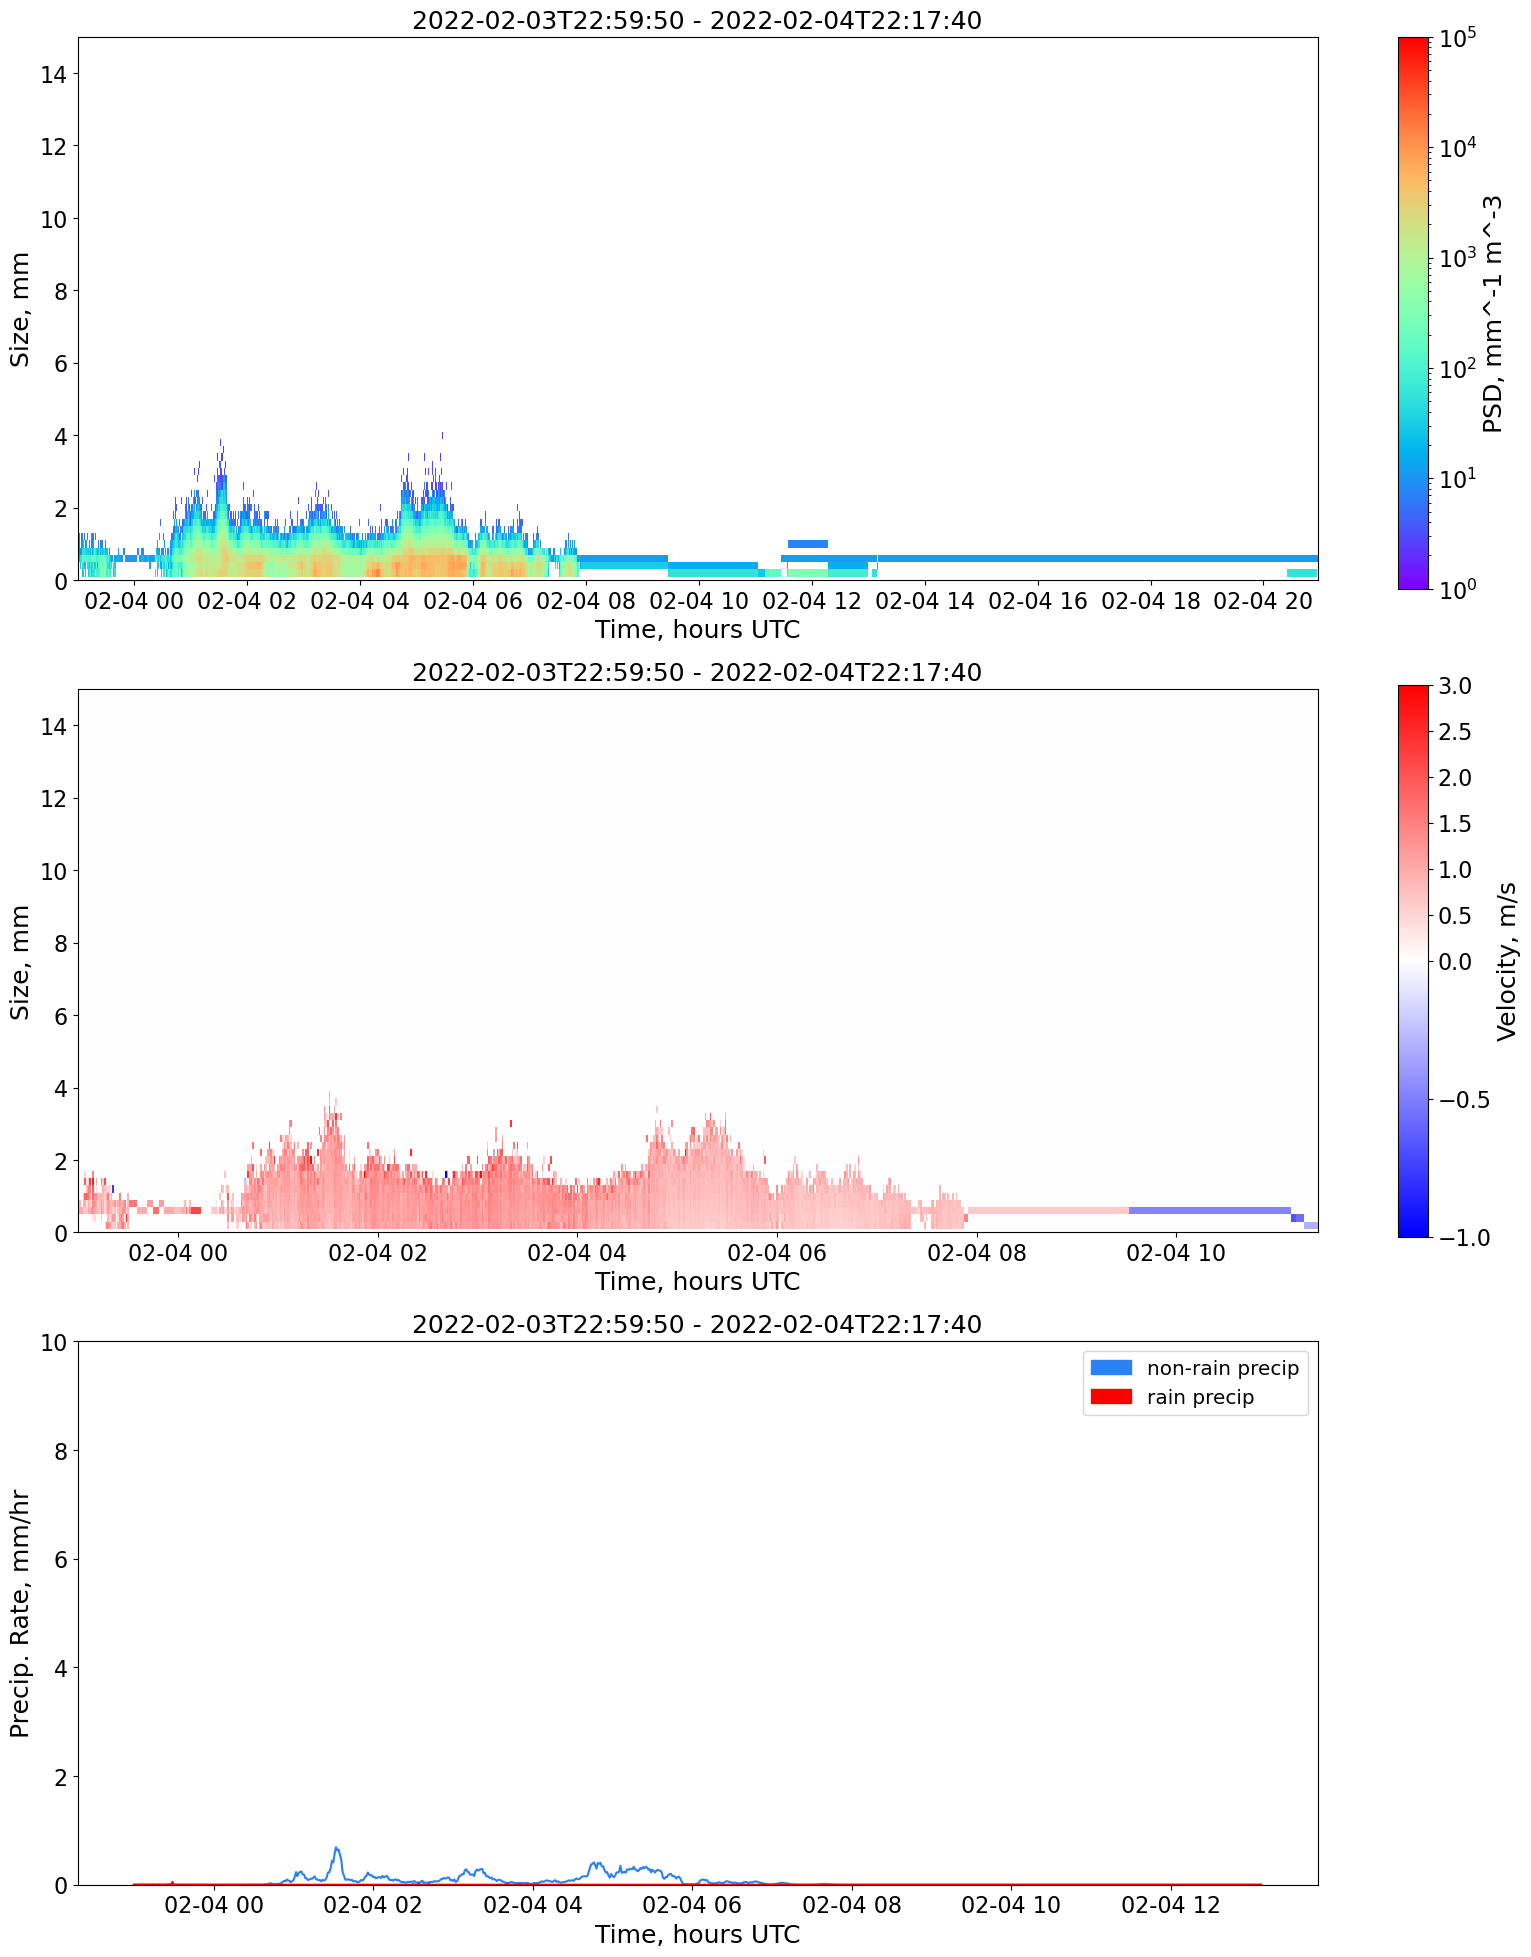 2022-02-03T22:59:50 - 2022-02-04T22:17:40
14
12
10
8
6
4
2
0
Size, mm
02-04 00 02-04 02 02-04 04 02-04 06 02-04 08 02-04 10 02-04 12 02-04 14 02-04 16 02-04 18 02-04 20
Time, hours UTC
10^5
10^4
10^3
10^2
10^1
10^0
PSD, mm^-1 m^-3
2022-02-03T22:59:50 - 2022-02-04T22:17:40
14
12
10
8
6
4
2
0
Size, mm
02-04 00 02-04 02 02-04 04 02-04 06 02-04 08 02-04 10
Time, hours UTC
3.0
2.5
2.0
1.5
1.0
0.5
0.0
−0.5
−1.0
Velocity, m/s
2022-02-03T22:59:50 - 2022-02-04T22:17:40
10
8
6
4
2
0
Precip. Rate, mm/hr
non-rain precip
rain precip
02-04 00 02-04 02 02-04 04 02-04 06 02-04 08 02-04 10 02-04 12
Time, hours UTC